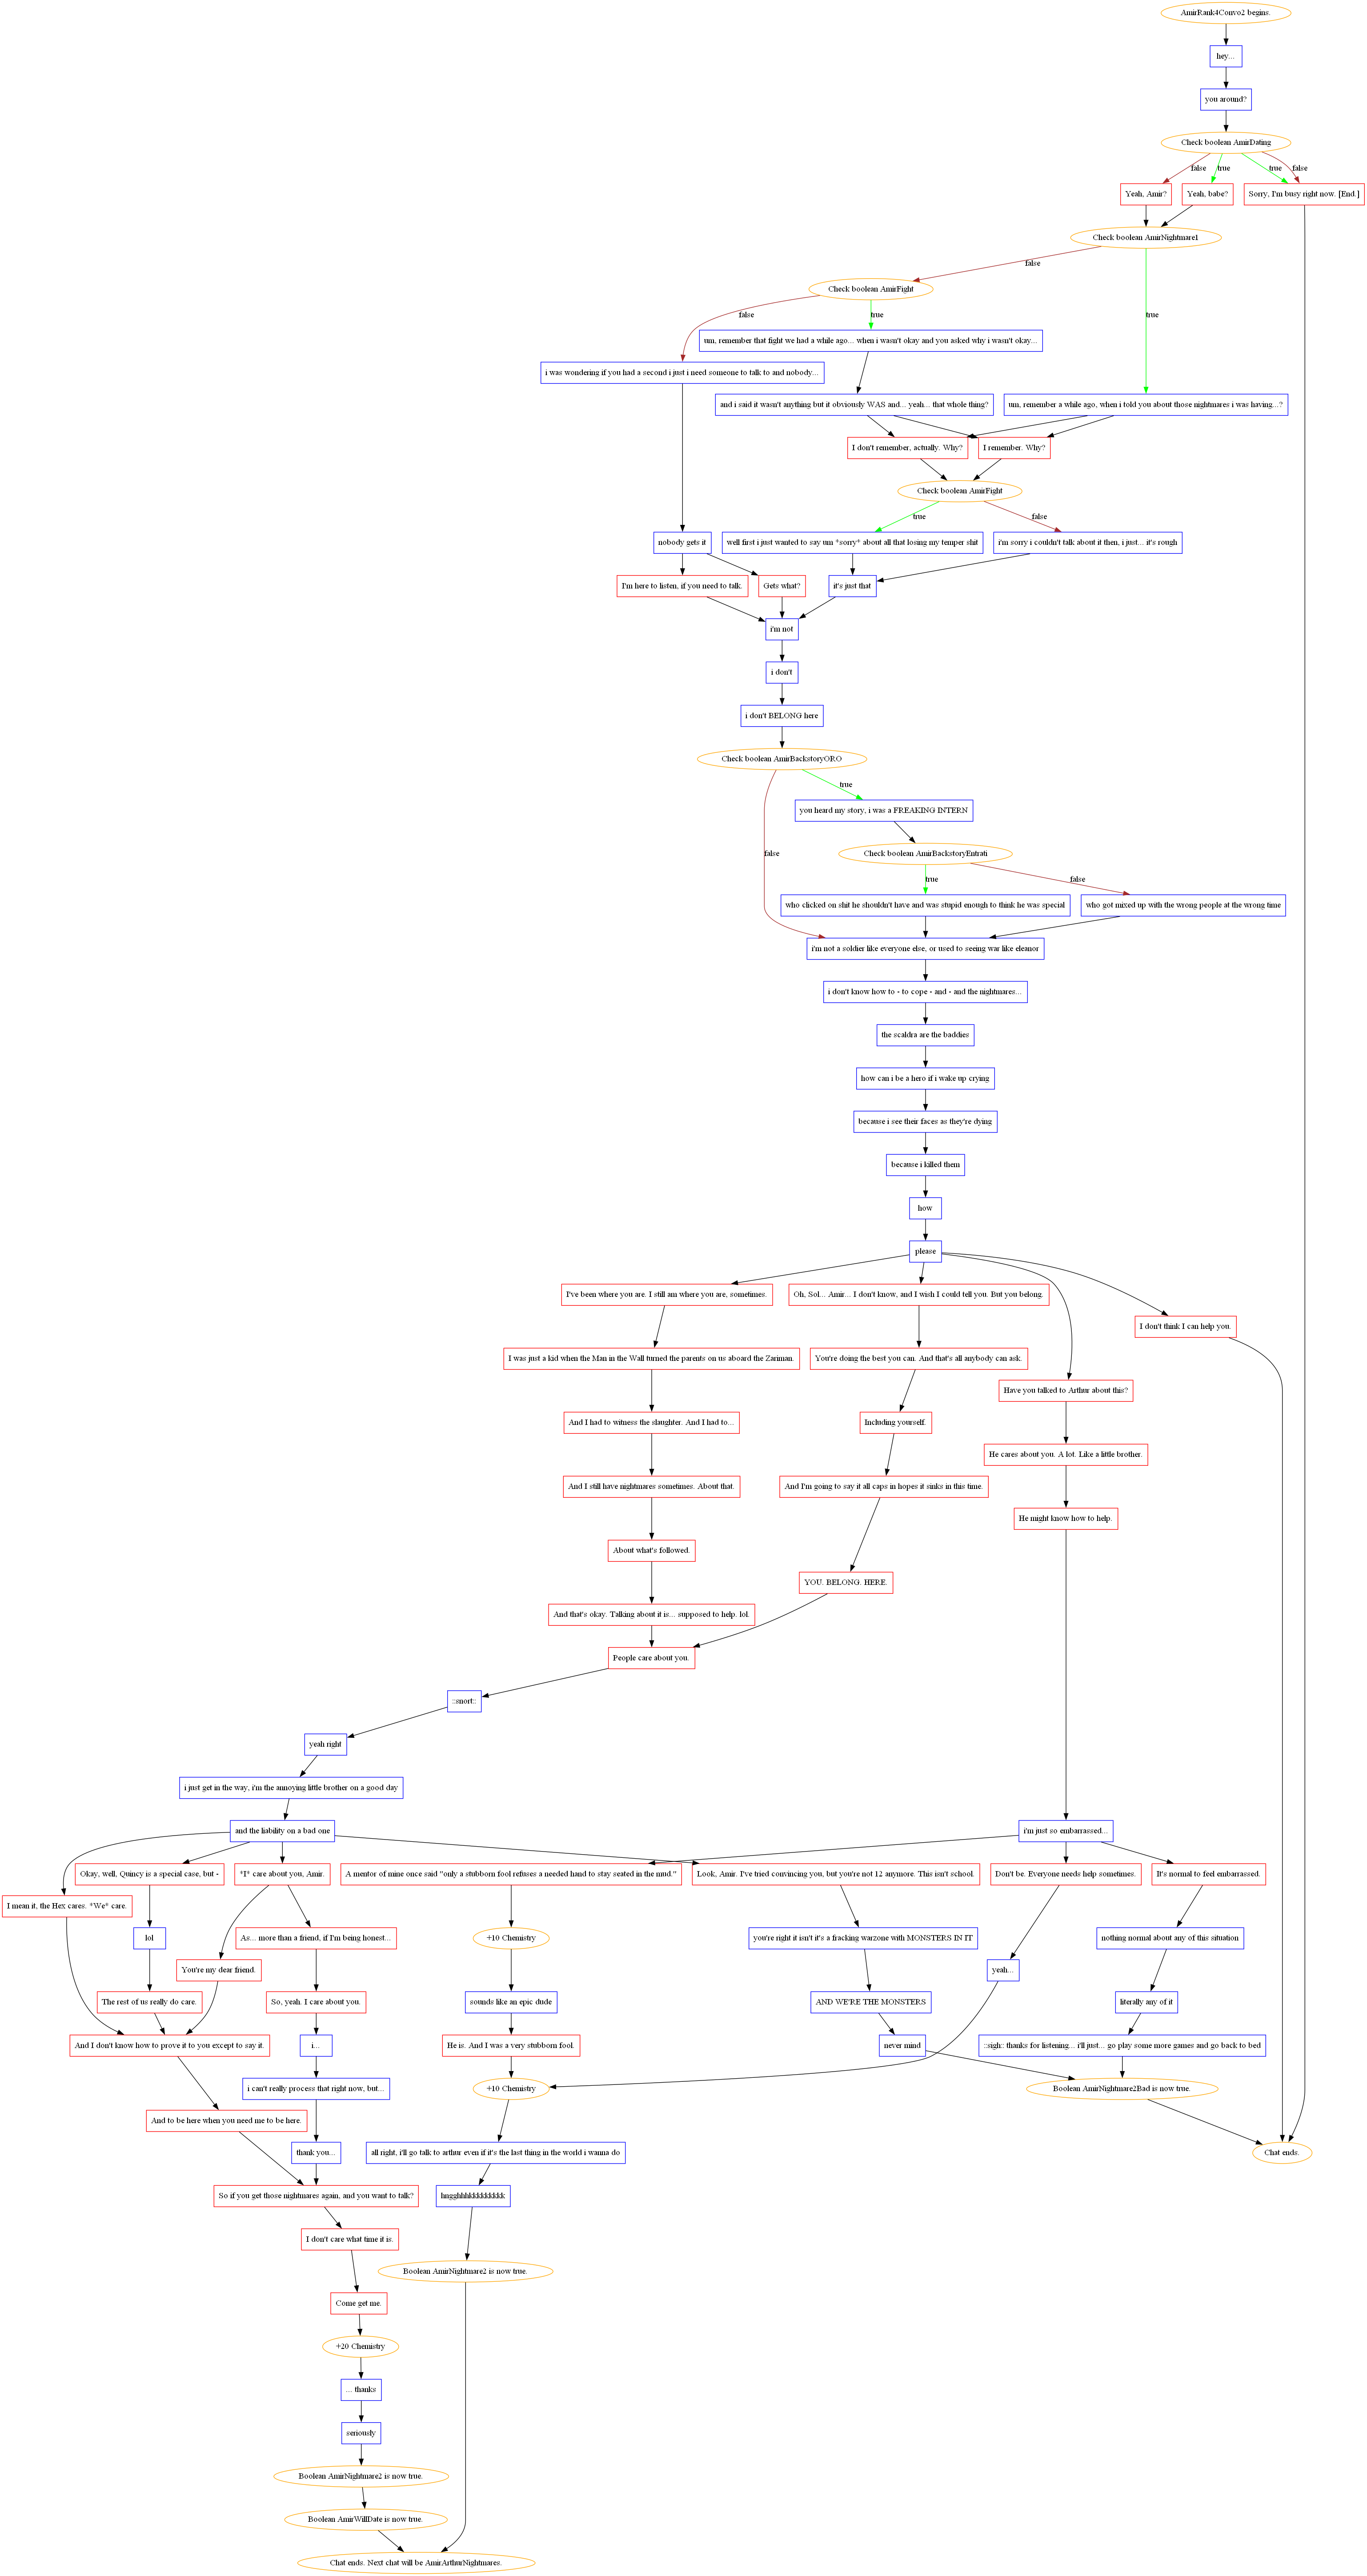 AmirRank4Convo2 begins.
hey...
you around?
Check boolean AmirDating
false
true
true
false
Yeah, Amir?
Yeah, babe?
Sorry, I'm busy right now. [End.]
Check boolean AmirNightmare1
false
Check boolean AmirFight
false
true
true
um, remember that fight we had a while ago... when i wasn't okay and you asked why i wasn't okay...
i was wondering if you had a second i just i need someone to talk to and nobody...
and i said it wasn't anything but it obviously WAS and... yeah... that whole thing?
um, remember a while ago, when i told you about those nightmares i was having...?
I don't remember, actually. Why?
I remember. Why?
Check boolean AmirFight
true
false
nobody gets it
well first i just wanted to say um *sorry* about all that losing my temper shit
i'm sorry i couldn't talk about it then, i just... it's rough
I'm here to listen, if you need to talk.
Gets what?
it's just that
i'm not
i don't
i don't BELONG here
Check boolean AmirBackstoryORO
true
you heard my story, i was a FREAKING INTERN
false
Check boolean AmirBackstoryEntrati
true
false
who clicked on shit he shouldn't have and was stupid enough to think he was special
who got mixed up with the wrong people at the wrong time
i'm not a soldier like everyone else, or used to seeing war like eleanor
i don't know how to - to cope - and - and the nightmares...
the scaldra are the baddies
how can i be a hero if i wake up crying
because i see their faces as they're dying
because i killed them
how
please
I've been where you are. I still am where you are, sometimes.
Oh, Sol... Amir... I don't know, and I wish I could tell you. But you belong.
I don't think I can help you.
I was just a kid when the Man in the Wall turned the parents on us aboard the Zariman.
You're doing the best you can. And that's all anybody can ask.
Have you talked to Arthur about this?
And I had to witness the slaughter. And I had to...
Including yourself.
He cares about you. A lot. Like a little brother.
And I still have nightmares sometimes. About that.
And I'm going to say it all caps in hopes it sinks in this time.
He might know how to help.
About what's followed.
YOU. BELONG. HERE.
And that's okay. Talking about it is... supposed to help. lol.
People care about you.
::snort::
yeah right
i just get in the way, i'm the annoying little brother on a good day
and the liability on a bad one
i'm just so embarrassed...
Okay, well, Quincy is a special case, but -
*I* care about you, Amir.
A mentor of mine once said "only a stubborn fool refuses a needed hand to stay seated in the mud."
Look, Amir. I've tried convincing you, but you're not 12 anymore. This isn't school.
Don't be. Everyone needs help sometimes.
It's normal to feel embarrassed.
I mean it, the Hex cares. *We* care.
lol
As... more than a friend, if I'm being honest...
+10 Chemistry
you're right it isn't it's a fracking warzone with MONSTERS IN IT
nothing normal about any of this situation
You're my dear friend.
yeah...
The rest of us really do care.
So, yeah. I care about you.
sounds like an epic dude
AND WE'RE THE MONSTERS
literally any of it
And I don't know how to prove it to you except to say it.
i...
He is. And I was a very stubborn fool.
never mind
::sigh:: thanks for listening... i'll just... go play some more games and go back to bed
i can't really process that right now, but...
+10 Chemistry
Boolean AmirNightmare2Bad is now true.
And to be here when you need me to be here.
thank you...
all right, i'll go talk to arthur even if it's the last thing in the world i wanna do
Chat ends.
So if you get those nightmares again, and you want to talk?
hngghhhkkkkkkkkkk
I don't care what time it is.
Boolean AmirNightmare2 is now true.
Come get me.
+20 Chemistry
... thanks
seriously
Boolean AmirNightmare2 is now true.
Boolean AmirWillDate is now true.
Chat ends. Next chat will be AmirArthurNightmares.